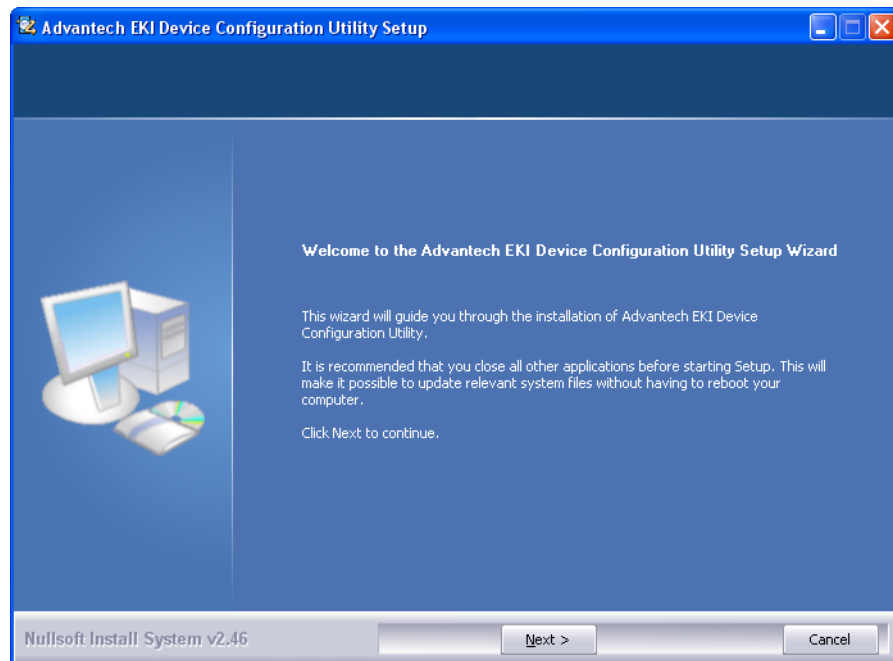 Advantech EKI Device Configuration Utility Setup
Welcome to the Advantech EKI Device Configuration Utility Setup Wizard
This wizard will guide you through the installation of Advantech EKI Device
Configuration Utility.
It is recommended that you close all other applications before starting Setup. This will
make it possible to update relevant system files without having to reboot your
computer.
Click Next to continue.
Nullsoft Install System v2.46
Next >
Cancel